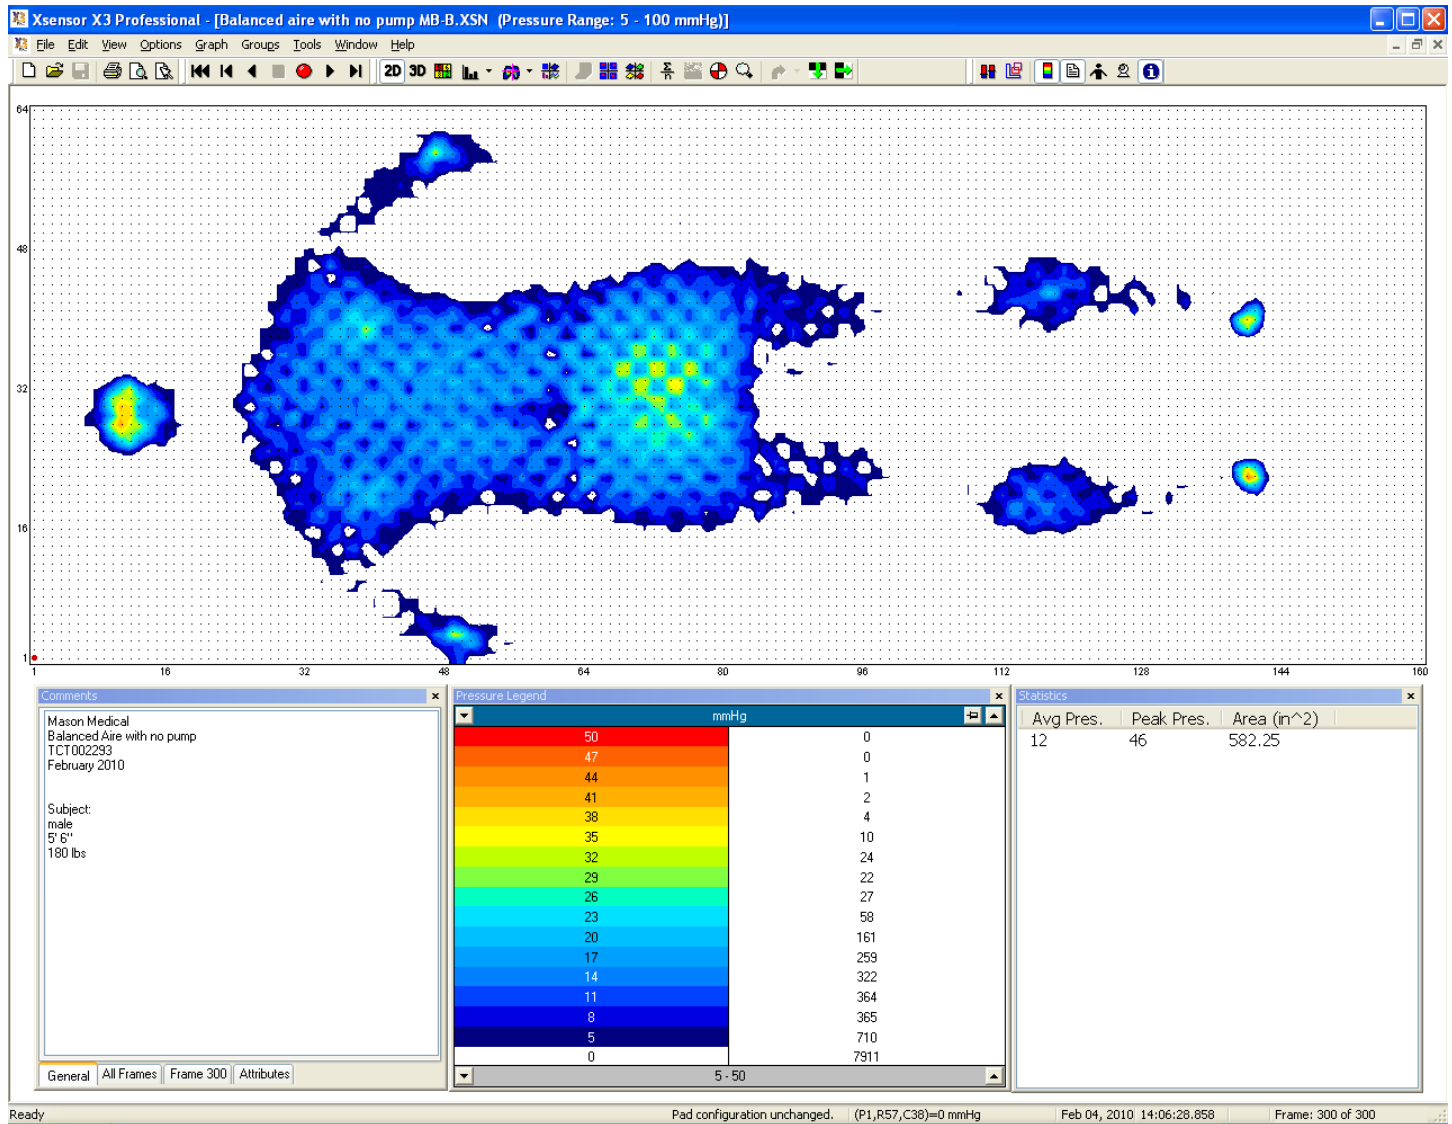 Xsensor X3 Professional - [Balanced aire with no pump MB-B.XSN (Pressure Range: 5 - 100 mmHg)]
File Edit View Options Graph Groups Tools Window Help
2D 3D
64
48
32
16
1
1 16 32 48 64 80 96 112 128 144 160
Comments
Mason Medical
Balanced Aire with no pump
TCT002293
February 2010
Subject:
male
5' 6"
180 lbs
General All Frames Frame 300 Attributes
Pressure Legend
mmHg
50 0
47 0
44 1
41 2
38 4
35 10
32 24
29 22
26 27
23 58
20 161
17 259
14 322
11 364
8 365
5 710
0 7911
5 - 50
Statistics
Avg Pres. Peak Pres. Area (in^2)
12 46 582.25
Ready Pad configuration unchanged. (P1,R57,C38)=0 mmHg Feb 04, 2010 14:06:28.858 Frame: 300 of 300